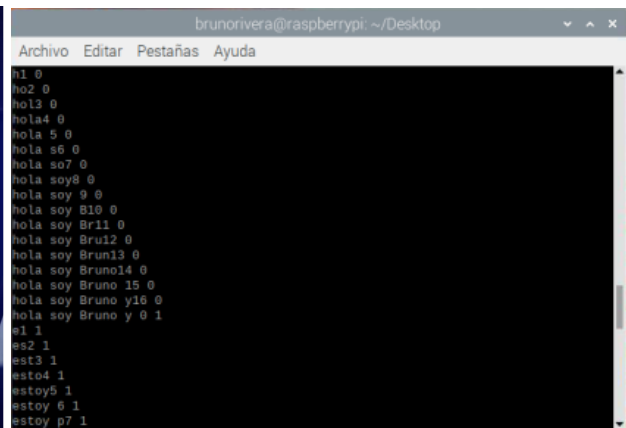 brunorivera@raspberrypi: ~/Desktop
Archivo Editar Pestañas Ayuda
h1 0
ho2 0
hol3 0
hola4 0
hola 5 0
hola s6 0
hola so7 0
hola soy8 0
hola soy 9 0
hola soy B10 0
hola soy Br11 0
hola soy Bru12 0
hola soy Brun13 0
hola soy Bruno14 0
hola soy Bruno 15 0
hola soy Bruno y16 0
hola soy Bruno y 0 1
e1 1
es2 1
est3 1
esto4 1
estoy5 1
estoy 6 1
estoy p7 1